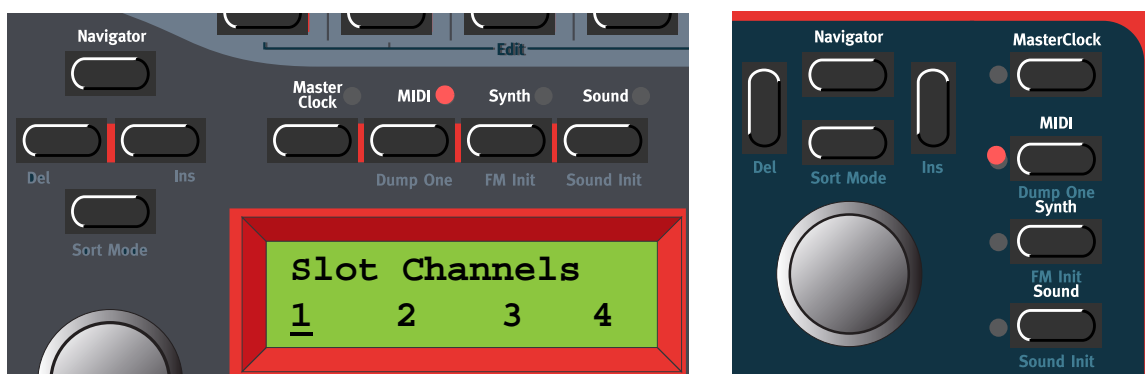 Navigator
Edit
Master
Clock
MIDI
Synth
Sound
Del
Ins
Dump One
FM Init
Sound Init
Sort Mode
Slot Channels
1 2 3 4
Navigator
MasterClock
MIDI
Del
Sort Mode
Ins
Dump One
Synth
FM Init
Sound
Sound Init